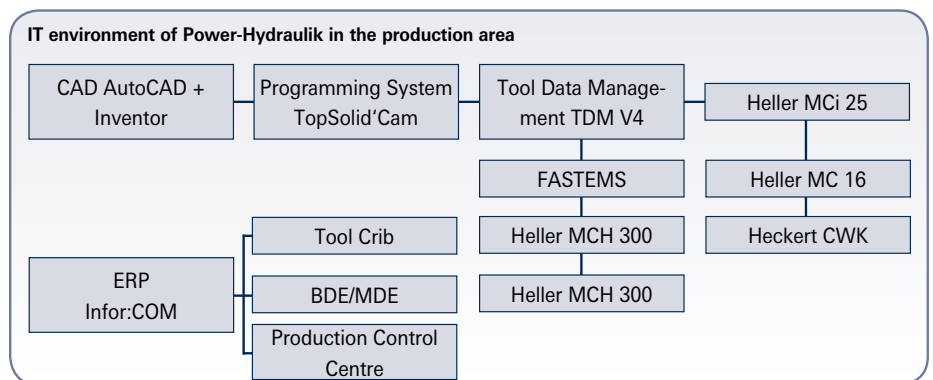 IT environment of Power-Hydraulik in the production area
CAD AutoCAD +
Inventor
Programming System
TopSolid‘Cam
Tool Data Manage-
ment TDM V4
Heller MCi 25
FASTEMS
Heller MC 16
Tool Crib
Heller MCH 300
Heckert CWK
ERP
Infor:COM
BDE/MDE
Heller MCH 300
Production Control
Centre